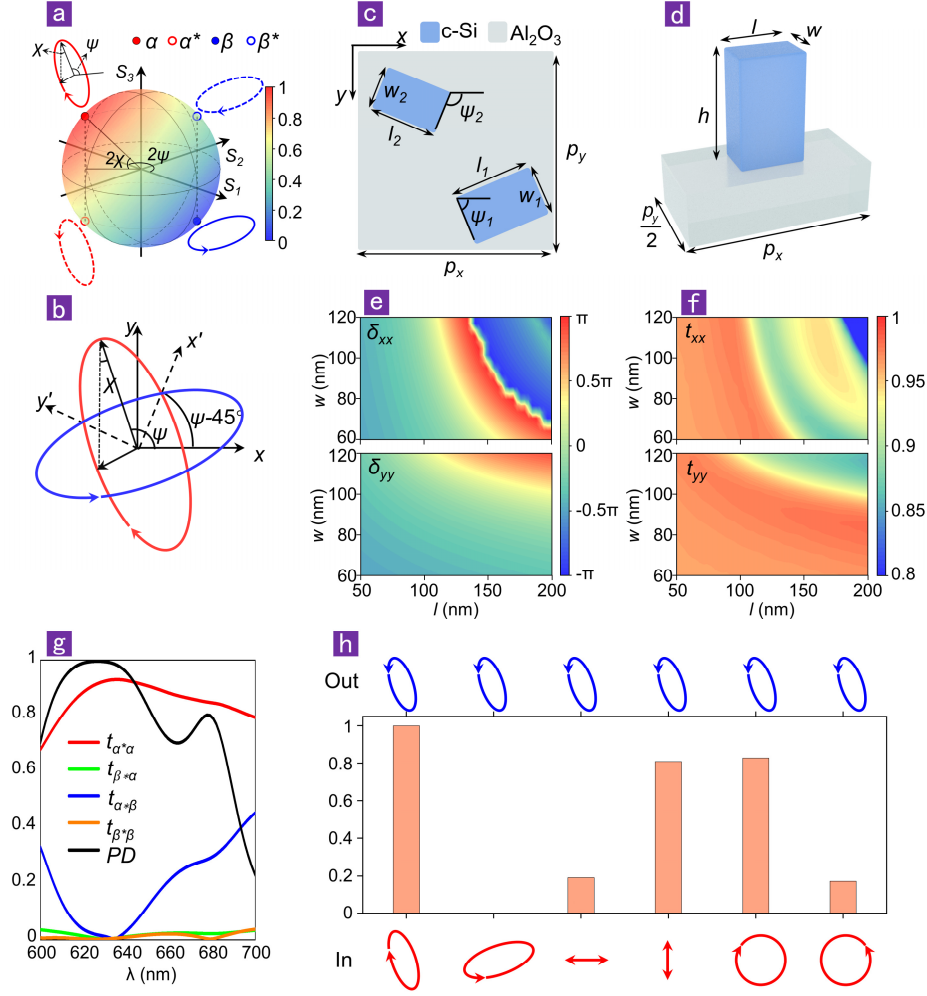 a
χ
ψ
α
α*
β
β*
S3
2χ
2ψ
S2
S1
1
0.8
0.6
0.4
0.2
0
b
y
x'
y'
χ
ψ
ψ-45°
x
c
c-Si
Al2O3
x
y
w2
l2
ψ2
l1
w1
ψ1
py
px
d
l
w
h
py
2
px
e
δxx
w (nm)
120
100
80
60
δyy
w (nm)
120
100
80
60
50
100
150
200
l (nm)
π
0.5π
0
-0.5π
-π
f
txx
w (nm)
120
100
80
60
tyy
w (nm)
120
100
80
60
50
100
150
200
l (nm)
1
0.95
0.9
0.85
0.8
g
1
0.8
0.6
0.4
0.2
0
tα*α
tβ*α
tα*β
tβ*β
PD
600
620
640
660
680
700
λ (nm)
h
Out
1
0.8
0.6
0.4
0.2
0
In